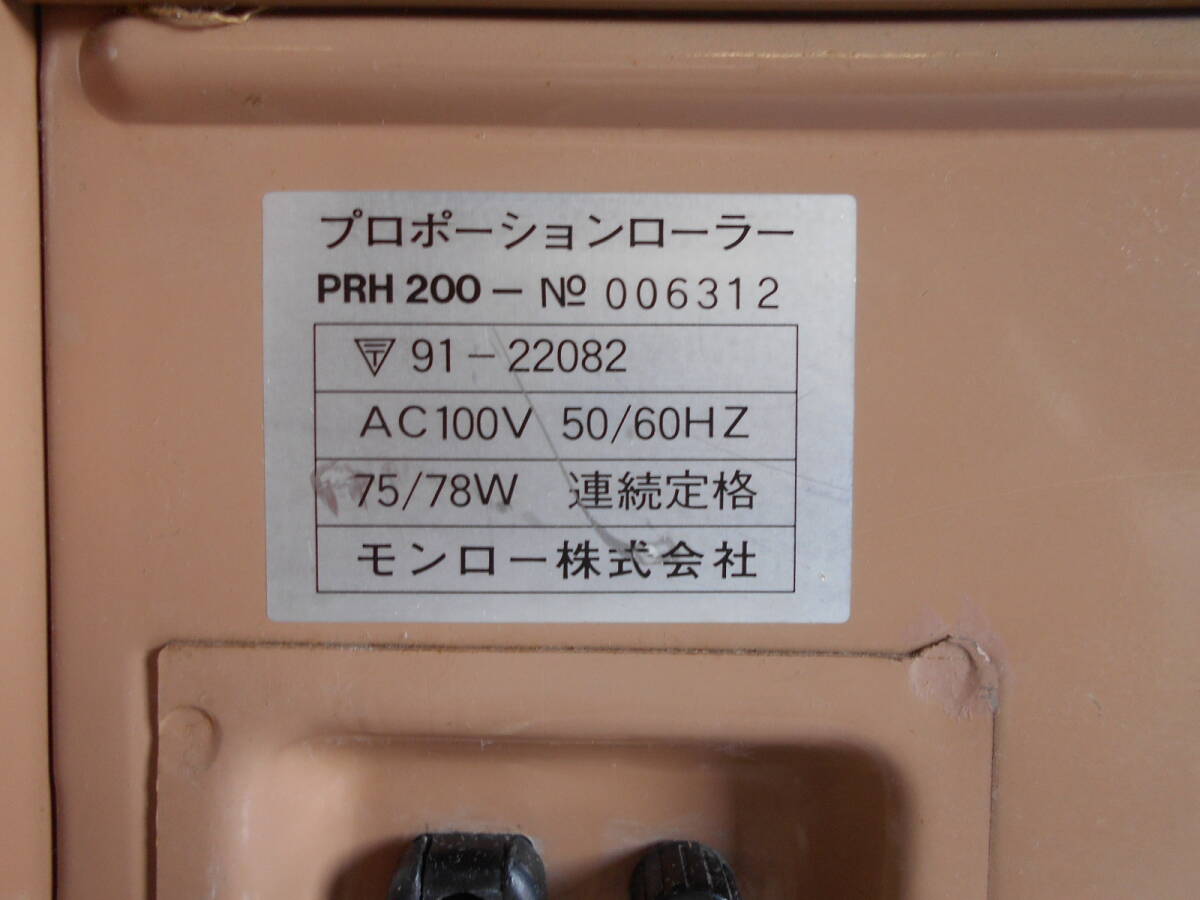 プロポーションローラー
PRH 200 − № 006312
91−22082
AC100V 50/60HZ
75/78W 連続定格
モンロー株式会社